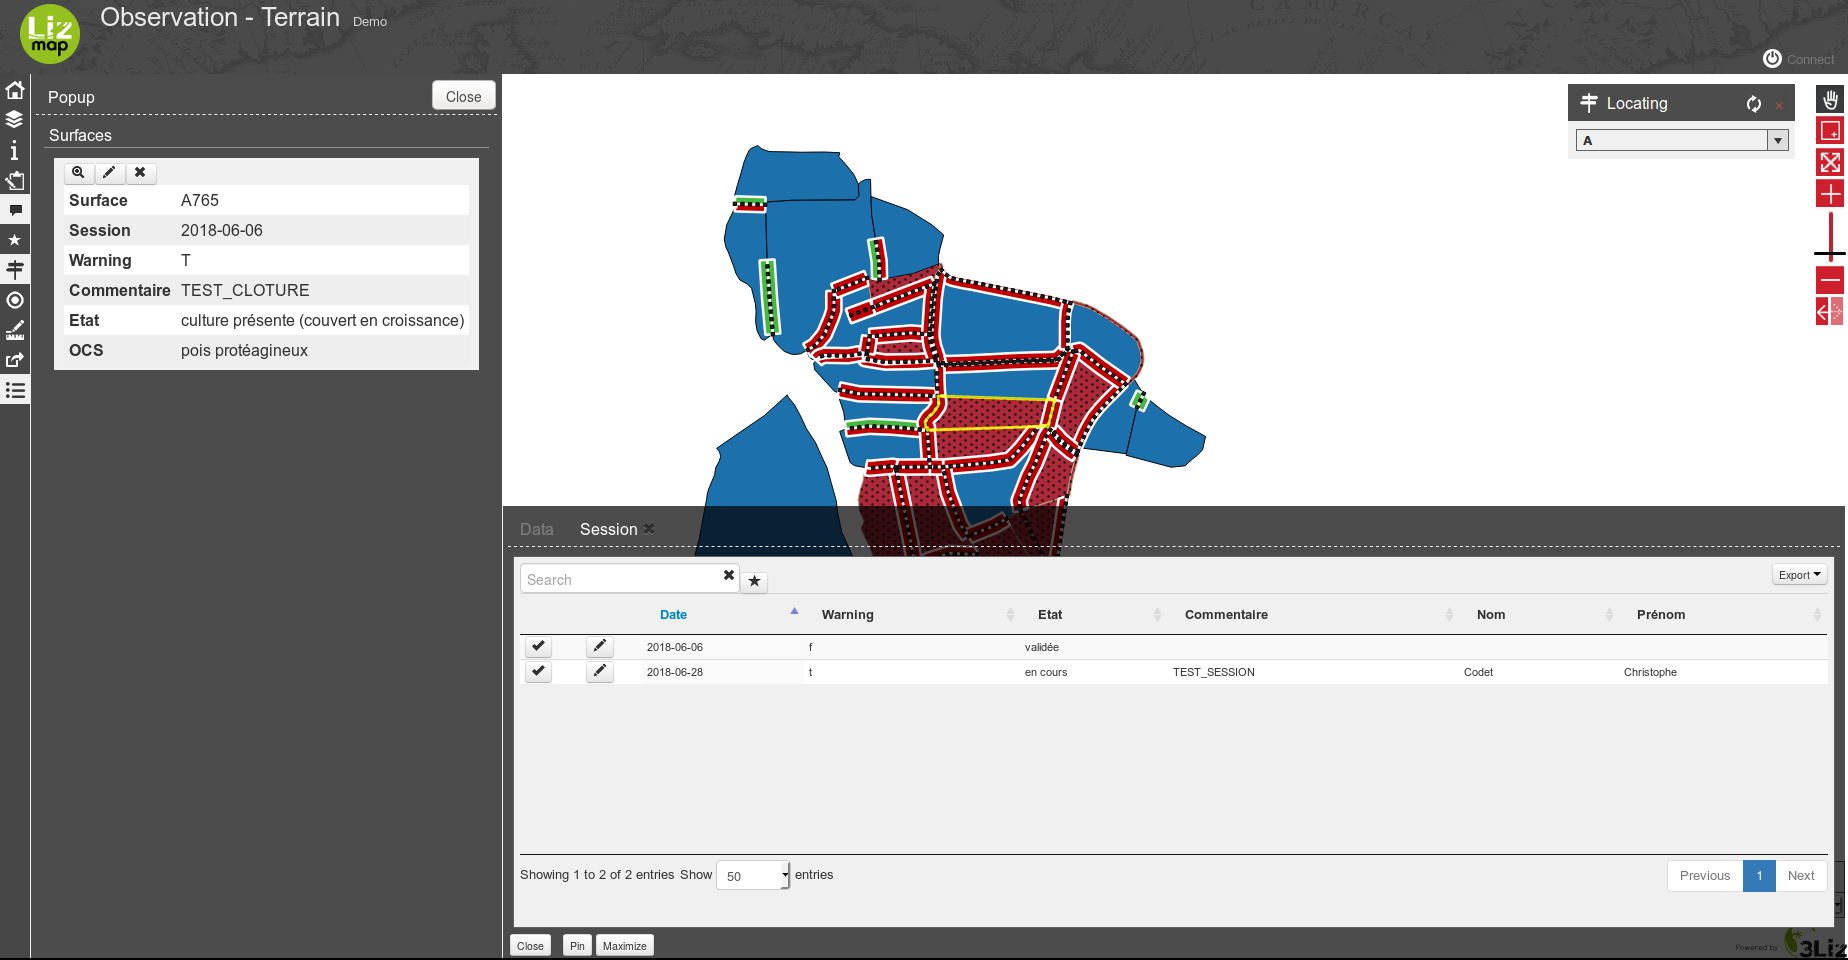 Liz
map
Observation - Terrain Demo
Connect
Popup
Close
Surfaces
Surface A765
Session 2018-06-06
Warning T
Commentaire TEST_CLOTURE
Etat culture présente (couvert en croissance)
OCS pois protéagineux
Locating
A
Data Session
Search
Export
Date Warning Etat Commentaire Nom Prénom
2018-06-06 f validée
2018-06-28 t en cours TEST_SESSION Codet Christophe
Showing 1 to 2 of 2 entries Show 50 entries
Previous 1 Next
Close Pin Maximize
Powered by 3Liz